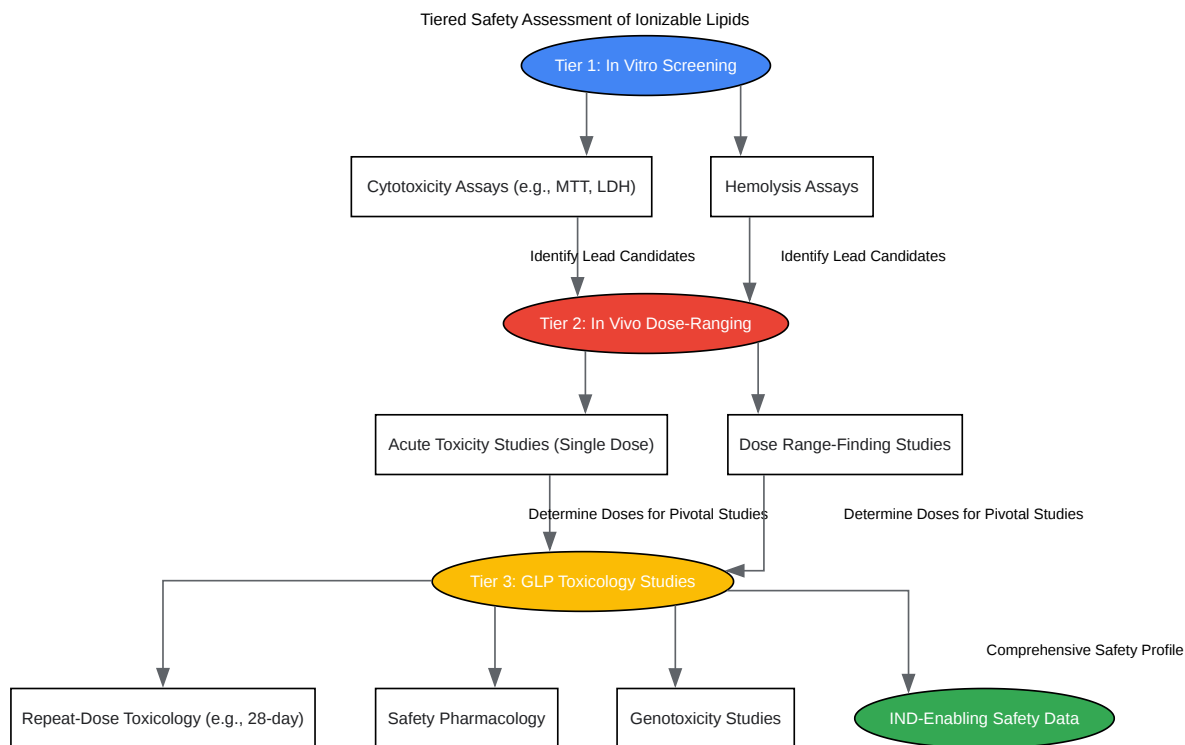 Tiered Safety Assessment of Ionizable Lipids
Tier 1: In Vitro Screening
Cytotoxicity Assays (e.g., MTT, LDH)
Hemolysis Assays
Identify Lead Candidates
Identify Lead Candidates
Tier 2: In Vivo Dose-Ranging
Acute Toxicity Studies (Single Dose)
Dose Range-Finding Studies
Determine Doses for Pivotal Studies
Determine Doses for Pivotal Studies
Tier 3: GLP Toxicology Studies
Comprehensive Safety Profile
Repeat-Dose Toxicology (e.g., 28-day)
Safety Pharmacology
Genotoxicity Studies
IND-Enabling Safety Data